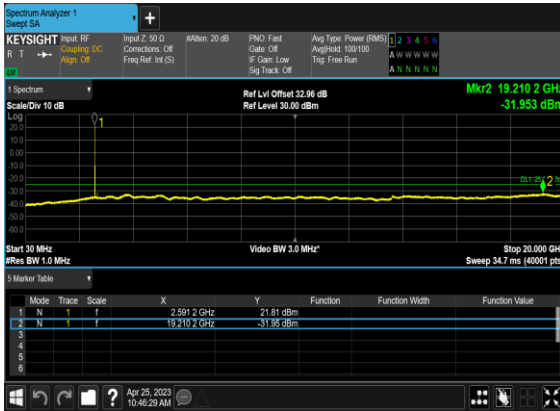 Spectrum Analyzer 1
Swept SA
+
KEYSIGHT
R T
Input: RF
Coupling: DC
Align: Off
Input Z: 50 Ω
Corrections: Off
Freq Ref: Int (S)
#Atten: 20 dB
PNO: Fast
Gate: Off
IF Gain: Low
Sig Track: Off
Avg Type: Power (RMS)
Avg|Hold: 100/100
Trig: Free Run
1 2 3 4 5 6
A W W W W W
A N N N N N
1 Spectrum
Scale/Div 10 dB
Ref Lvl Offset 32.96 dB
Ref Level 30.00 dBm
Mkr2 19.210 2 GHz
-31.953 dBm
Log
20.0
10.0
0.00
-10.0
-20.0
-30.0
-40.0
-50.0
-60.0
1
2
Start 30 MHz
#Res BW 1.0 MHz
Video BW 3.0 MHz*
Stop 20.000 GH
Sweep 34.7 ms (40001 pts
5 Marker Table
Mode Trace Scale X Y Function Function Width Function Value
1 N 1 f 2.591 2 GHz 21.81 dBm
2 N 1 f 19.210 2 GHz -31.95 dBm
3
4
5
6
?
Apr 25, 2023
10:46:29 AM